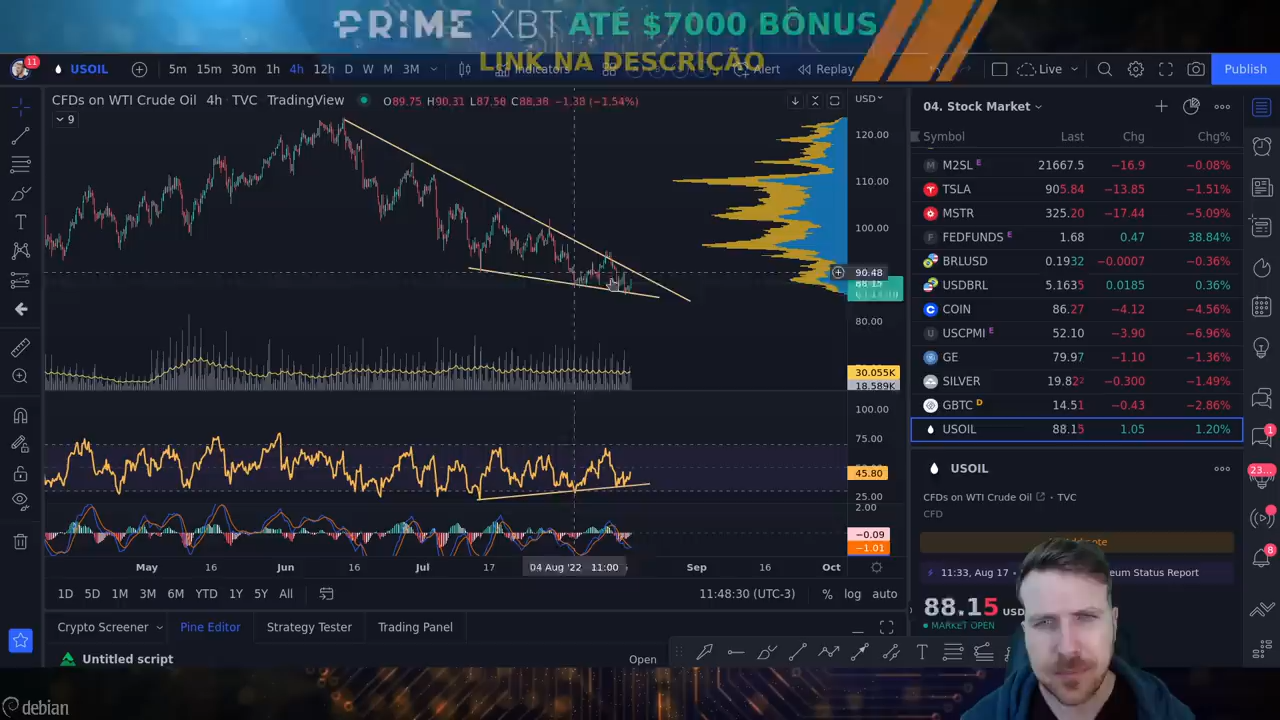 PRIME XBT ATÉ $7000 BÔNUS
LINK NA DESCRIÇÃO
11
USOIL
5m 15m 30m 1h 4h 12h D W M 3M
Indicators
Alert
Replay
Live
Publish
CFDs on WTI Crude Oil 4h TVC TradingView
O89.75 H90.31 L87.58 C88.38 −1.38 (−1.54%)
USD
9
120.00
110.00
100.00
90.48
88.15
80.00
30.055K
18.589K
100.00
75.00
45.80
25.00
2.00
−0.09
−1.01
May 16 Jun 16 Jul 17 04 Aug '22 11:00 Sep 16 Oct
1D 5D 1M 3M 6M YTD 1Y 5Y All
11:48:30 (UTC-3) % log auto
Crypto Screener Pine Editor Strategy Tester Trading Panel
Untitled script
Open
04. Stock Market
Symbol Last Chg Chg%
M2SL E 21667.5 −16.9 −0.08%
TSLA 905.84 −13.85 −1.51%
MSTR 325.20 −17.44 −5.09%
FEDFUNDS E 1.68 0.47 38.84%
BRLUSD 0.1932 −0.0007 −0.36%
USDBRL 5.1635 0.0185 0.36%
COIN 86.27 −4.12 −4.56%
USCPMI E 52.10 −3.90 −6.96%
GE 79.97 −1.10 −1.36%
SILVER 19.822 −0.300 −1.49%
GBTC D 14.51 −0.43 −2.86%
USOIL 88.15 1.05 1.20%
USOIL
CFDs on WTI Crude Oil • TVC
CFD
11:33, Aug 17 •
eum Status Report
88.15 USD
MARKET OPEN
1
23...
8
debian